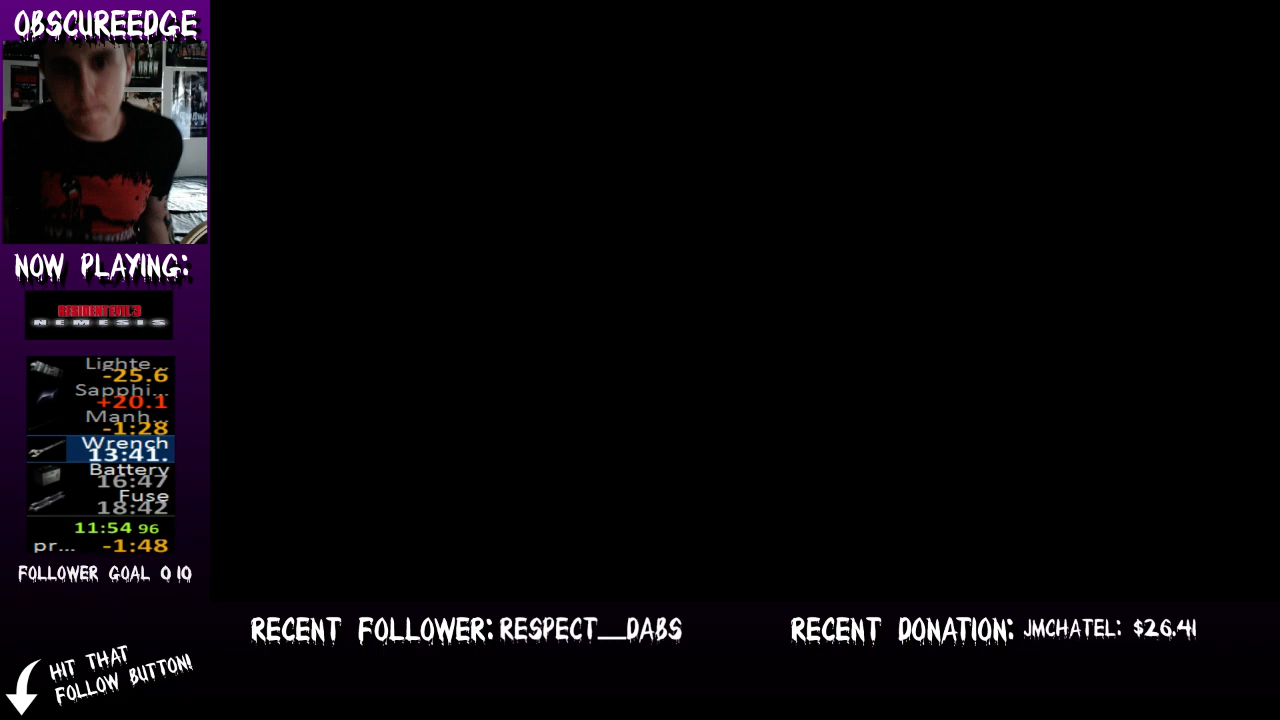 OBSCUREEDGE
NOW PLAYING:
RESIDENT EVIL 3
NEMESIS
Lighte...
-25.6
Sapphi...
+20.1
Manh...
-1:28
Wrench
13:41.
Battery
16:47
Fuse
18:42
11:54 96
pr... -1:48
FOLLOWER GOAL 0 10
HIT THAT
FOLLOW BUTTON!
RECENT FOLLOWER: RESPECT__DABS
RECENT DONATION: JMCHATEL: $26.41